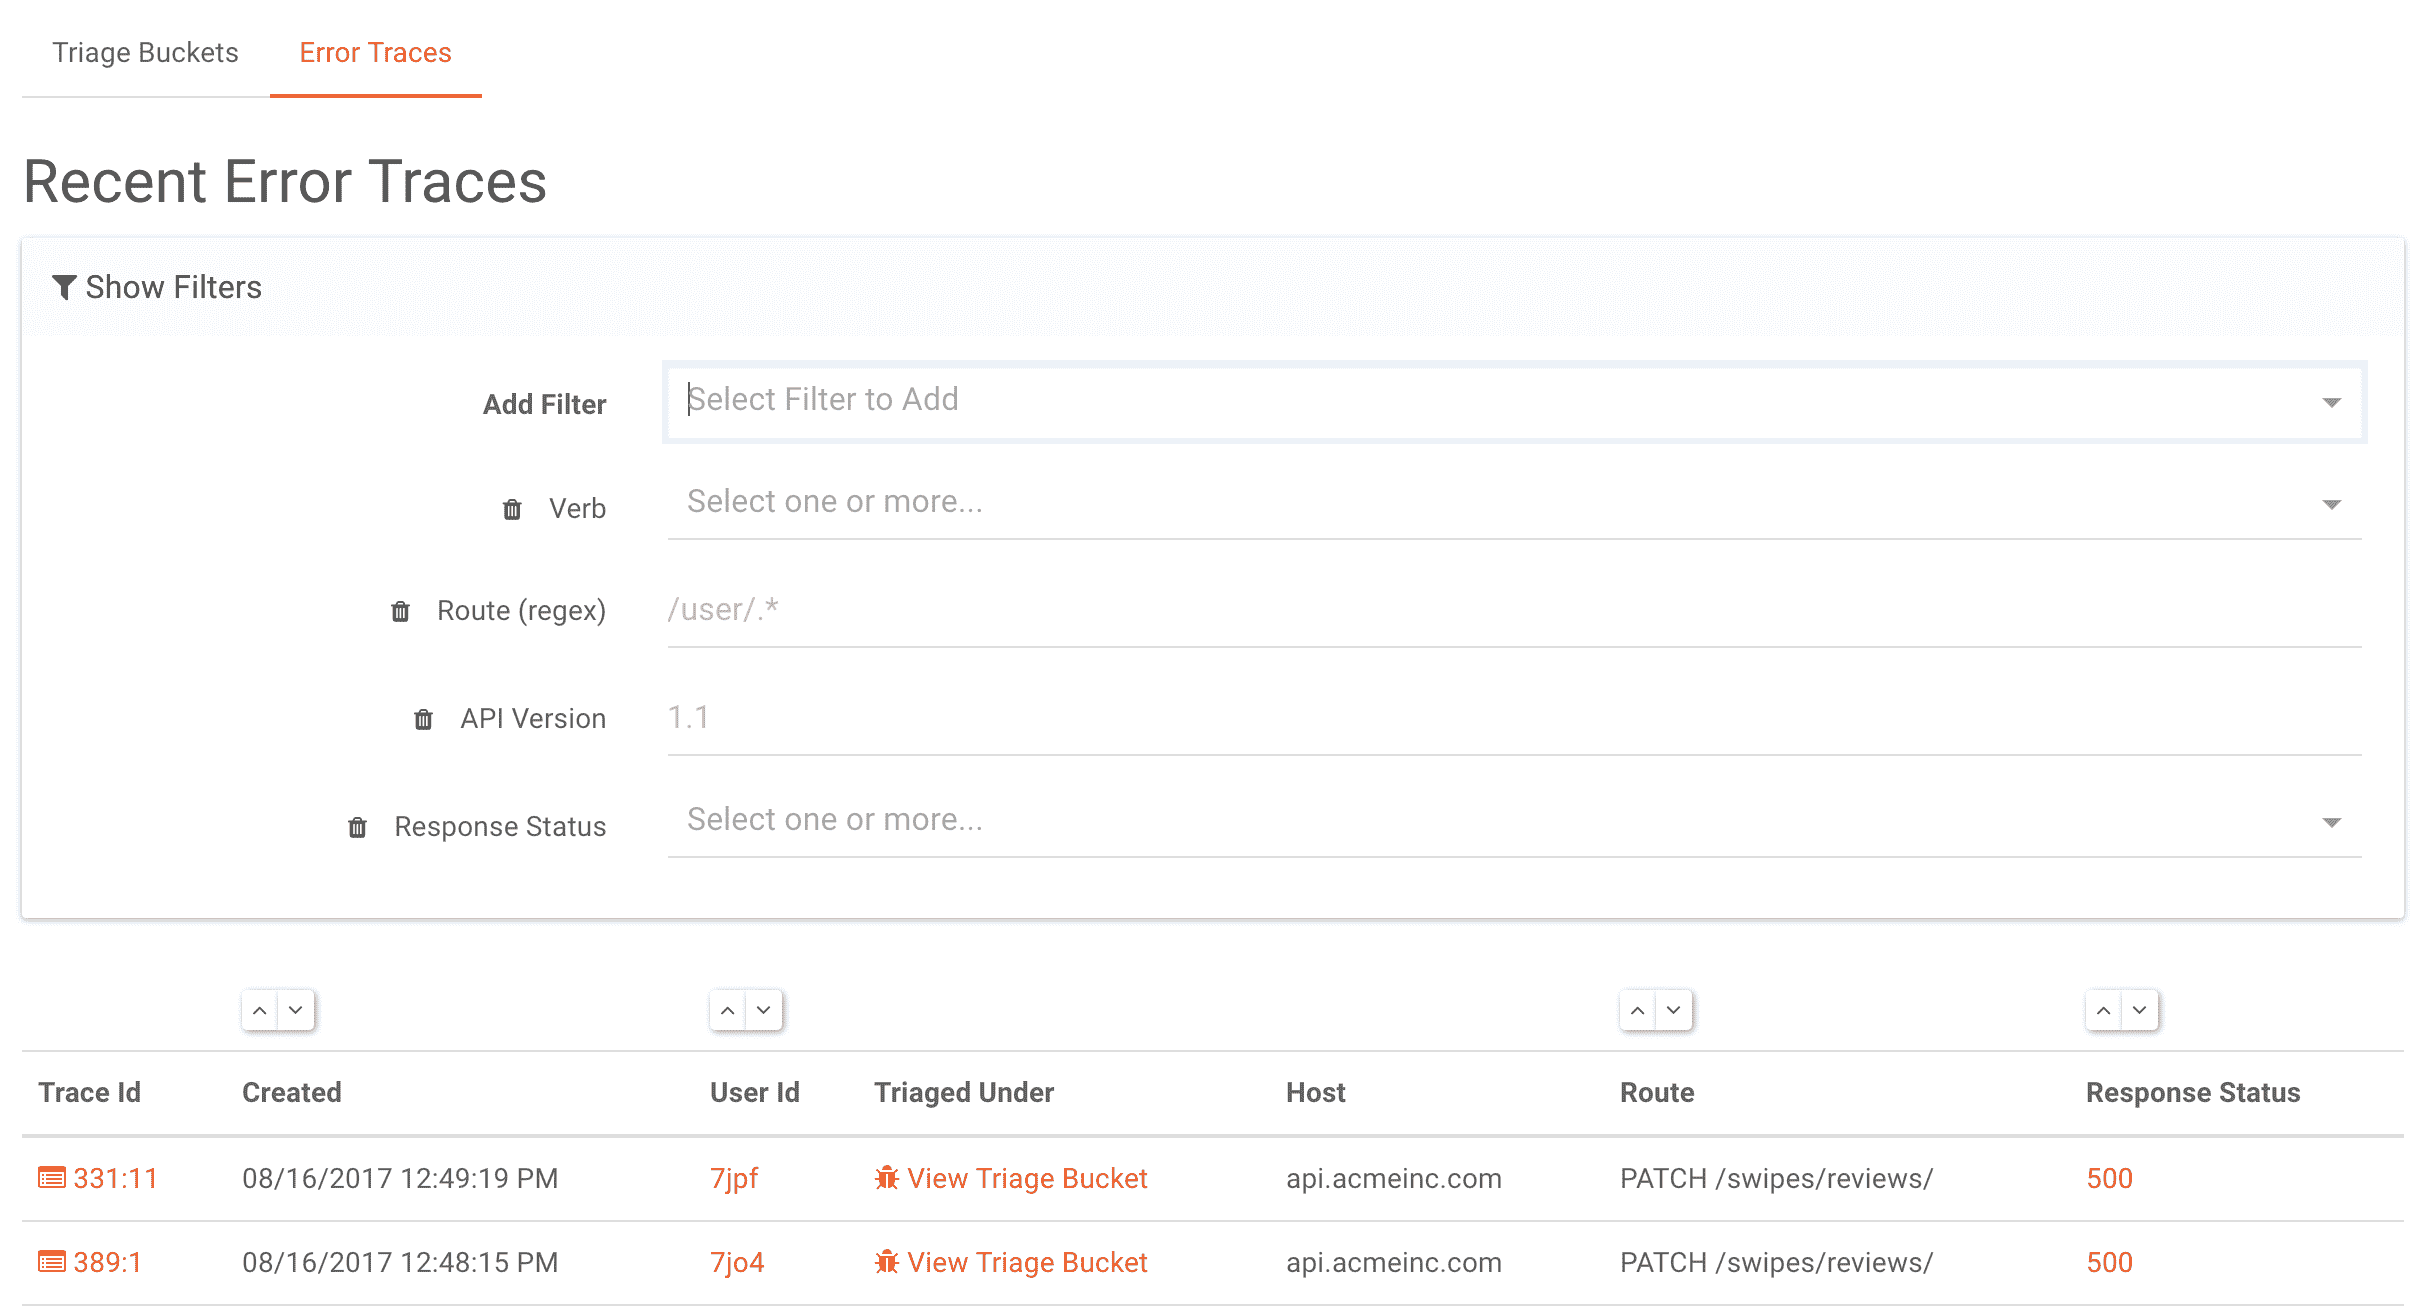 Triage Buckets Error Traces
Recent Error Traces
Show Filters
Add Filter Select Filter to Add
Verb Select one or more...
Route (regex) /user/.*
API Version 1.1
Response Status Select one or more...
Trace Id Created User Id Triaged Under Host Route Response Status
331:11 08/16/2017 12:49:19 PM 7jpf View Triage Bucket api.acmeinc.com PATCH /swipes/reviews/ 500
389:1 08/16/2017 12:48:15 PM 7jo4 View Triage Bucket api.acmeinc.com PATCH /swipes/reviews/ 500